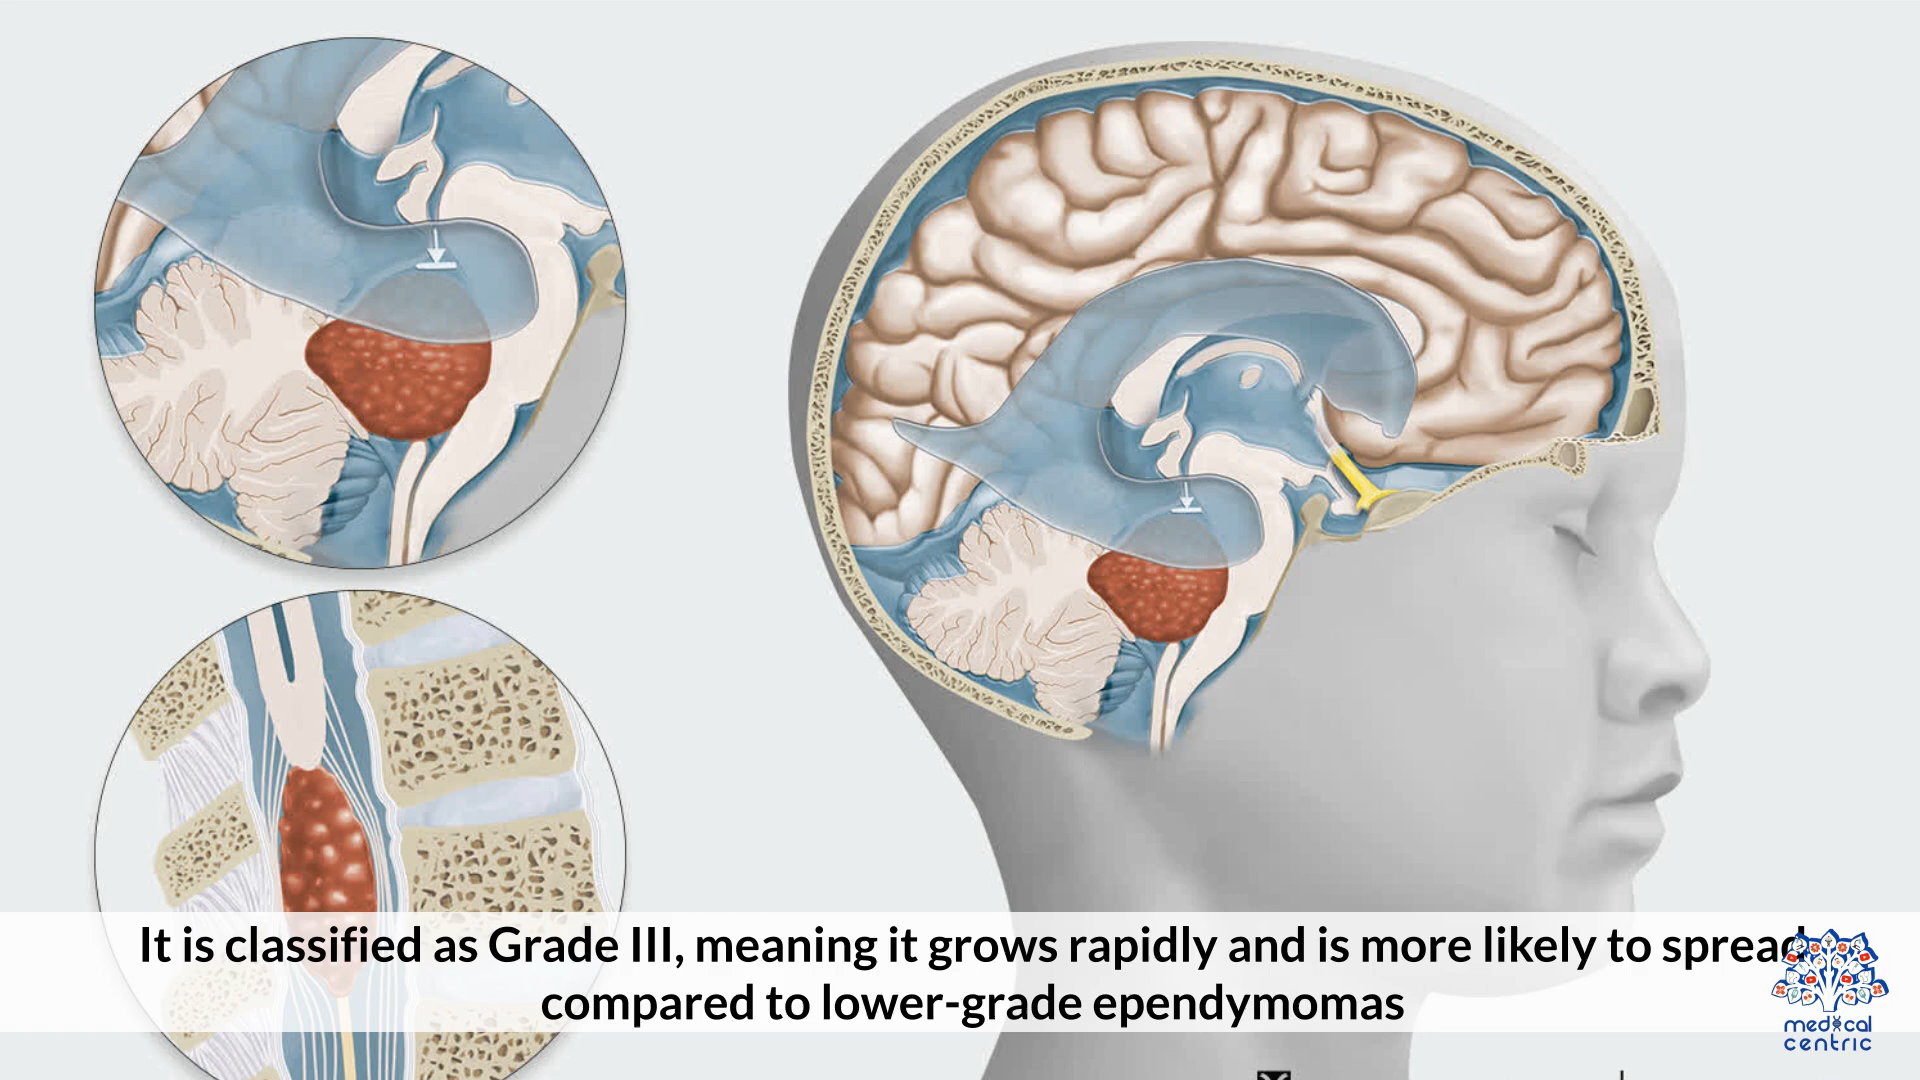 It is classified as Grade III, meaning it grows rapidly and is more likely to spread
compared to lower-grade ependymomas
medical
centric